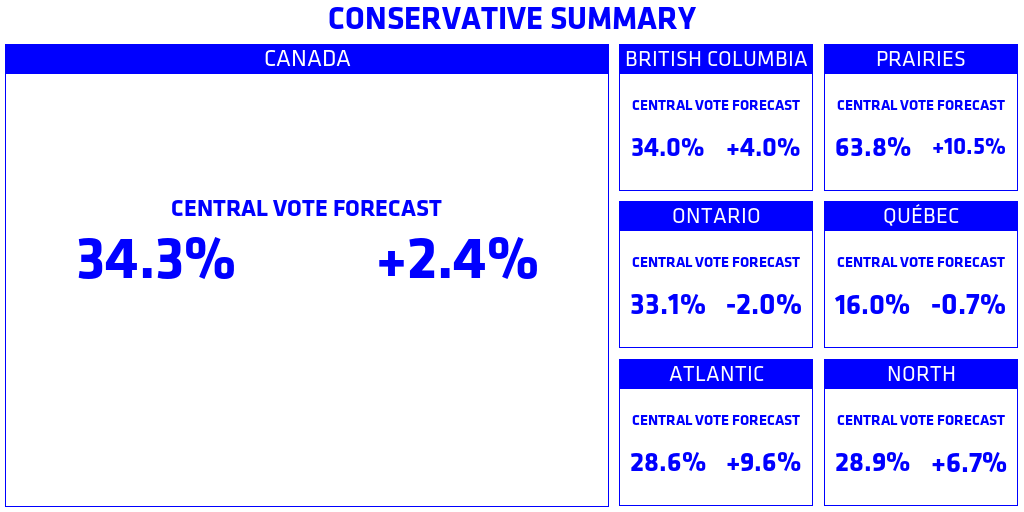 CONSERVATIVE SUMMARY
CANADA
CENTRAL VOTE FORECAST
34.3% +2.4%
BRITISH COLUMBIA
CENTRAL VOTE FORECAST
34.0% +4.0%
PRAIRIES
CENTRAL VOTE FORECAST
63.8% +10.5%
ONTARIO
CENTRAL VOTE FORECAST
33.1% -2.0%
QUÉBEC
CENTRAL VOTE FORECAST
16.0% -0.7%
ATLANTIC
CENTRAL VOTE FORECAST
28.6% +9.6%
NORTH
CENTRAL VOTE FORECAST
28.9% +6.7%